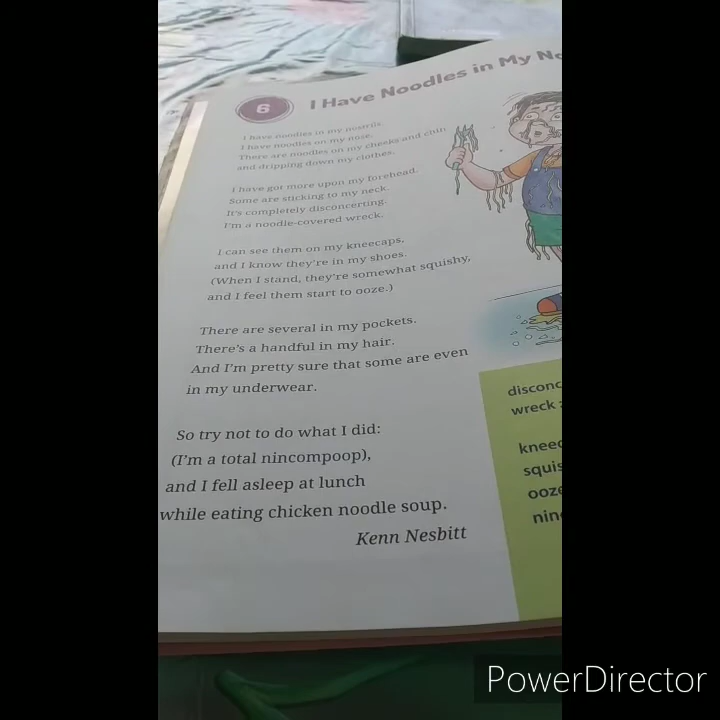 6
I Have Noodles in My
I have noodles in my nostrils.
I have noodles on my nose.
There are noodles on my cheeks and chin
and dripping down my clothes.
I have got more upon my forehead.
Some are sticking to my neck.
It's completely disconcerting.
I'm a noodle-covered wreck.
I can see them on my kneecaps,
and I know they're in my shoes.
(When I stand, they're somewhat squishy,
and I feel them start to ooze.)
There are several in my pockets.
There's a handful in my hair.
And I'm pretty sure that some are even
in my underwear.
So try not to do what I did:
(I'm a total nincompoop),
and I fell asleep at lunch
while eating chicken noodle soup.
Kenn Nesbitt
wreck :
PowerDirector